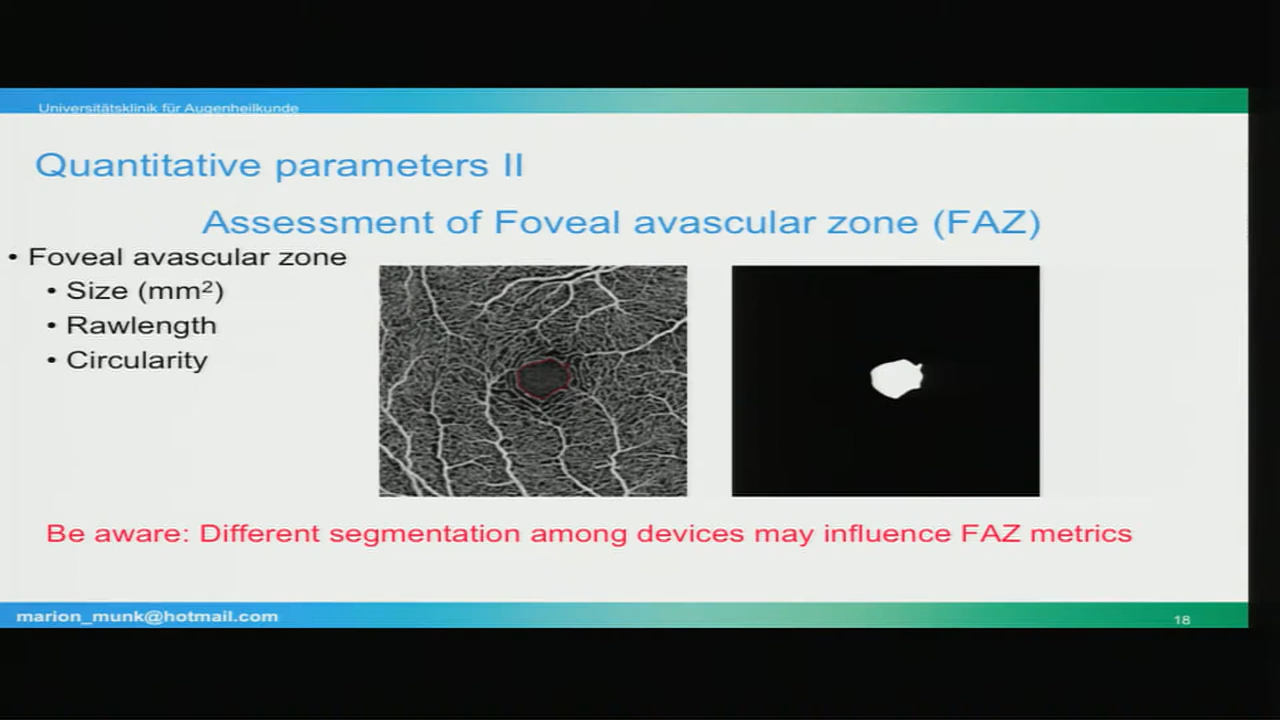 Universitätsklinik für Augenheilkunde
Quantitative parameters II
Assessment of Foveal avascular zone (FAZ)
• Foveal avascular zone
• Size (mm²)
• Rawlength
• Circularity
Be aware: Different segmentation among devices may influence FAZ metrics
marion_munk@hotmail.com
18